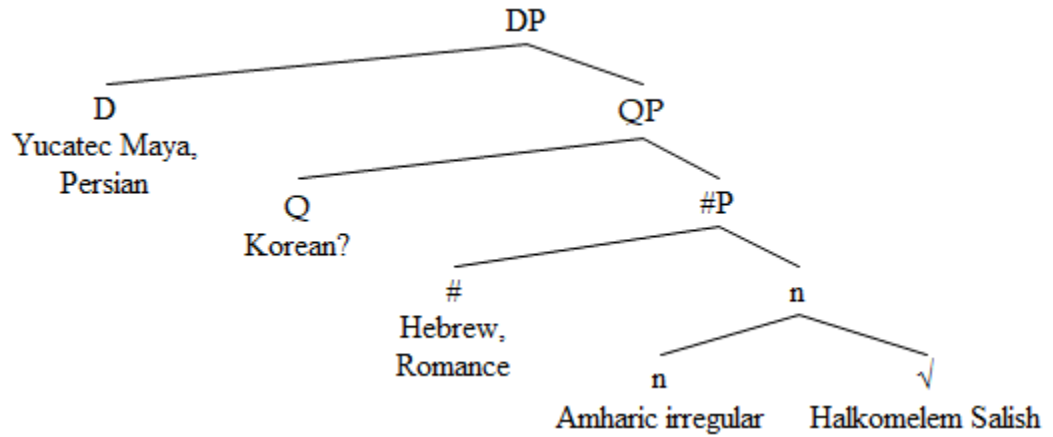 DP
D
QP
Yucatec Maya,
Persian
Q
#P
Korean?
#
n
Hebrew,
Romance
n
√
Amharic irregular
Halkomelem Salish